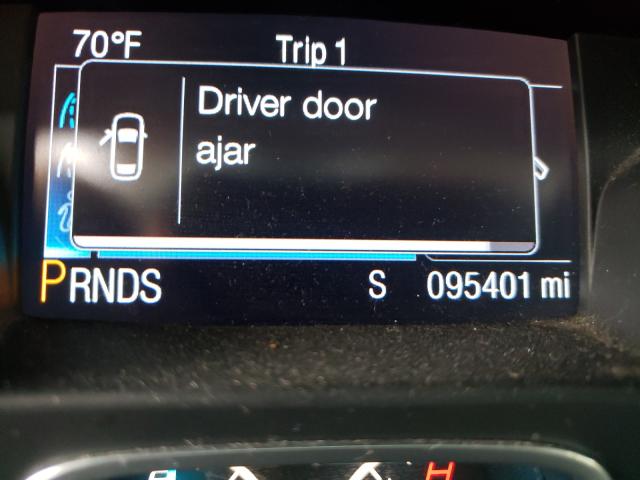 70°F Trip 1
Driver door
ajar
PRNDS S 095401 mi
H